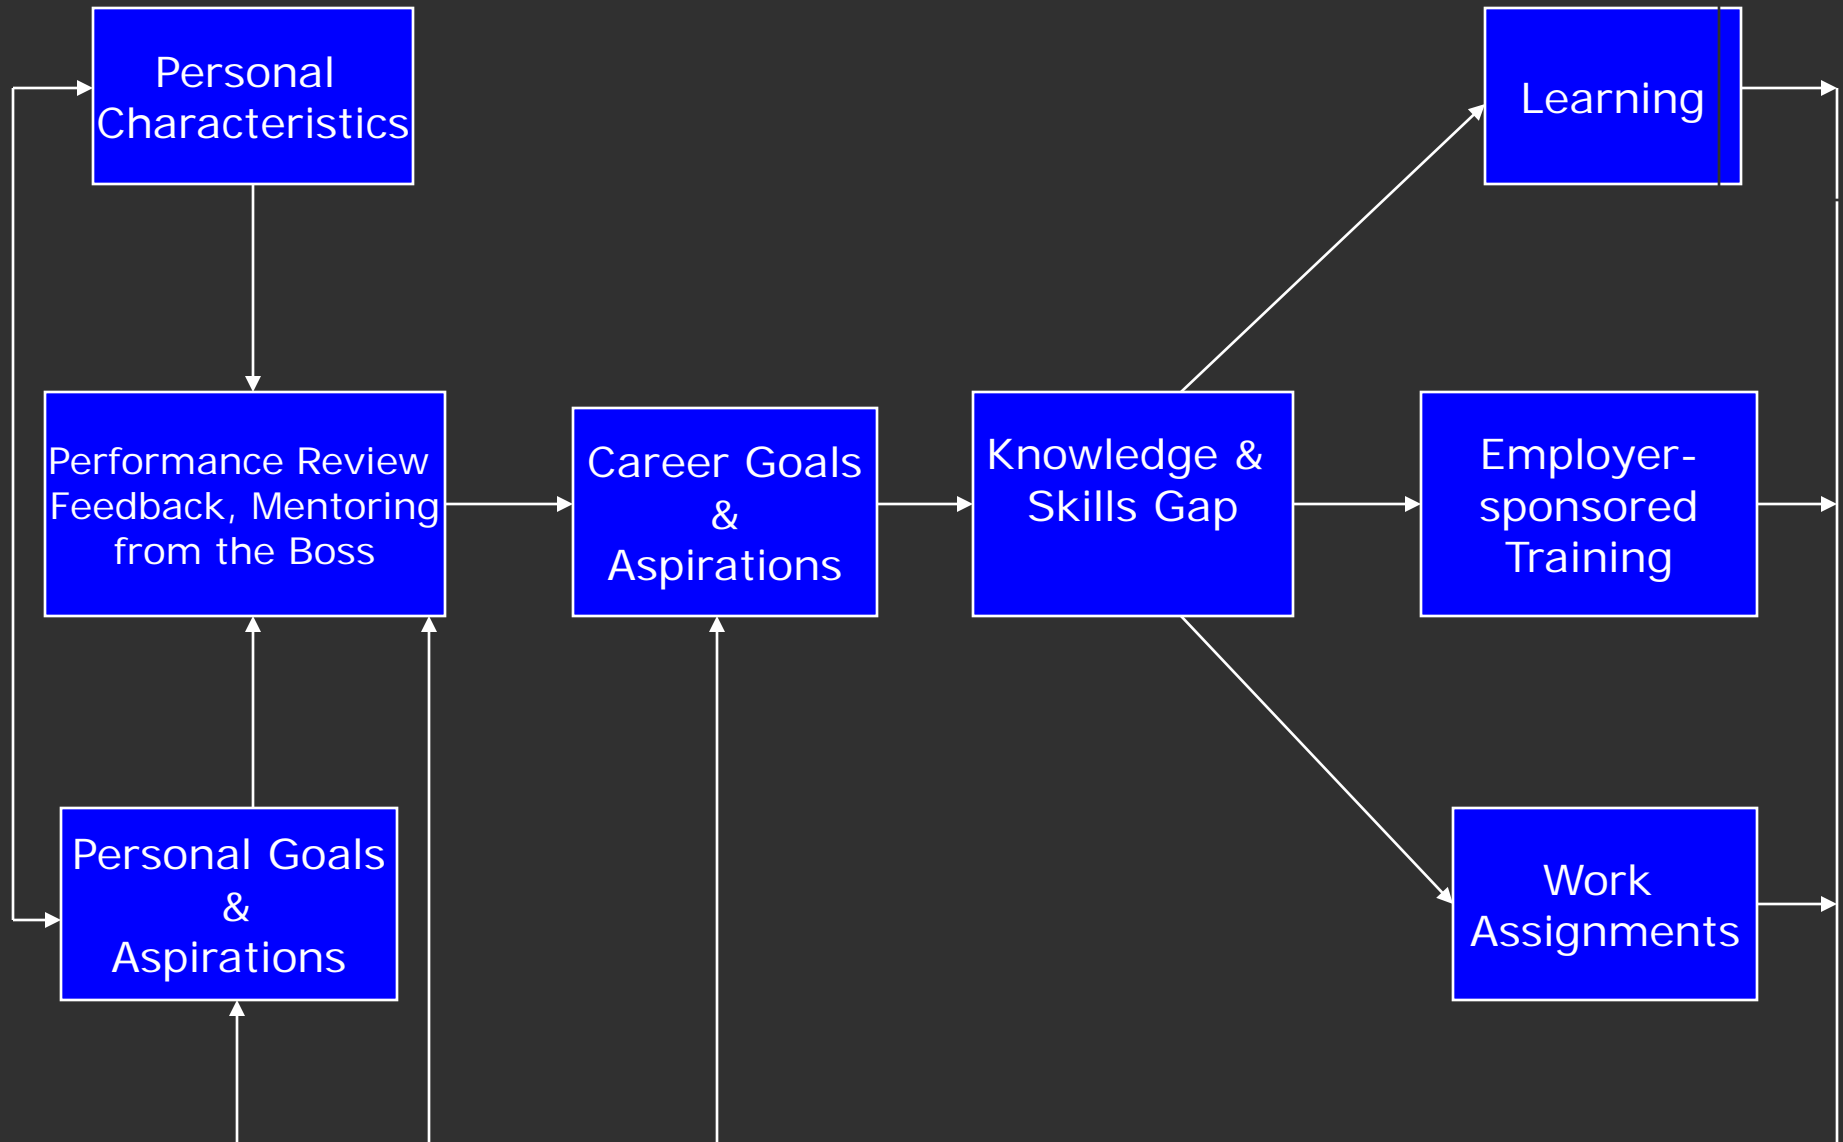 Personal
Characteristics
Learning
Performance Review
Feedback, Mentoring
from the Boss
Career Goals
&
Aspirations
Knowledge &
Skills Gap
Employer-
sponsored
Training
Personal Goals
&
Aspirations
Work
Assignments